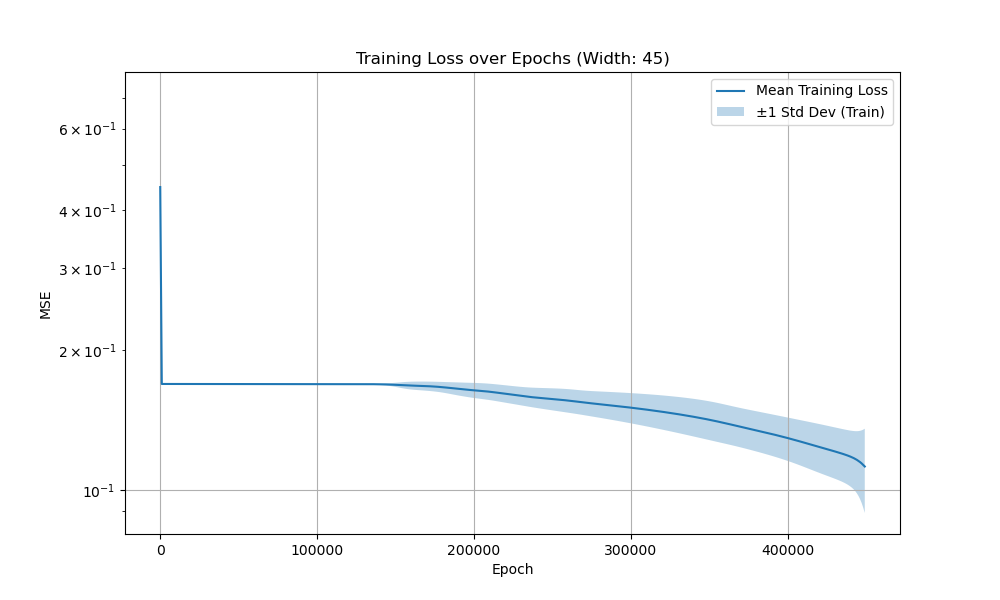 Training Loss over Epochs (Width: 45)
Mean Training Loss
±1 Std Dev (Train)
6 × 10⁻¹
4 × 10⁻¹
3 × 10⁻¹
2 × 10⁻¹
10⁻¹
MSE
0 100000 200000 300000 400000
Epoch